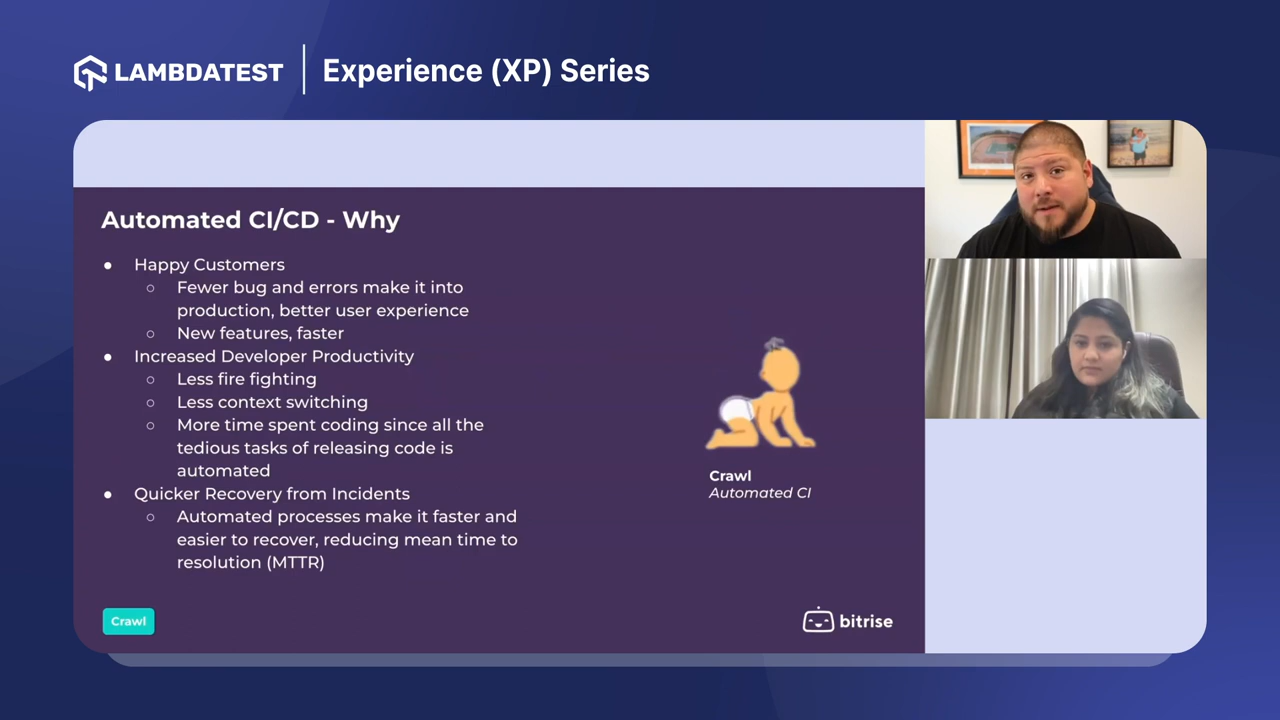 LAMBDATEST
Experience (XP) Series
Automated CI/CD - Why
● Happy Customers
○ Fewer bug and errors make it into
production, better user experience
○ New features, faster
● Increased Developer Productivity
○ Less fire fighting
○ Less context switching
○ More time spent coding since all the
tedious tasks of releasing code is
automated
● Quicker Recovery from Incidents
○ Automated processes make it faster and
easier to recover, reducing mean time to
resolution (MTTR)
Crawl
Automated CI
Crawl
bitrise